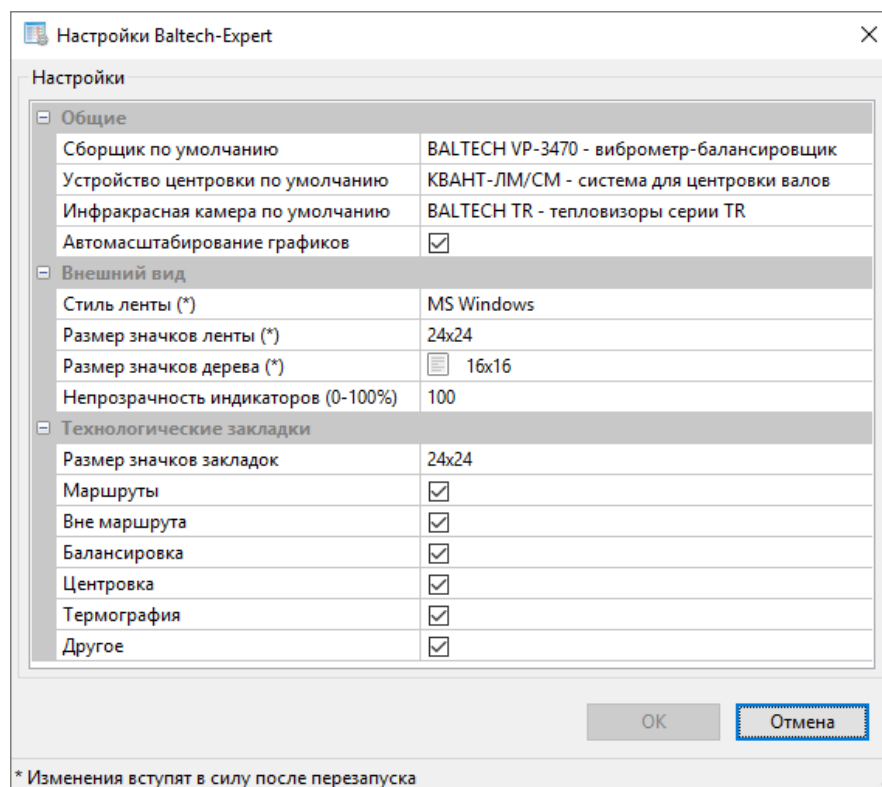 Настройки Baltech-Expert
Настройки
Общие
Сборщик по умолчанию BALTECH VP-3470 - виброметр-балансировщик
Устройство центровки по умолчанию КВАНТ-ЛМ/СМ - система для центровки валов
Инфракрасная камера по умолчанию BALTECH TR - тепловизоры серии TR
Автомасштабирование графиков
Внешний вид
Стиль ленты (*) MS Windows
Размер значков ленты (*) 24x24
Размер значков дерева (*) 16x16
Непрозрачность индикаторов (0-100%) 100
Технологические закладки
Размер значков закладок 24x24
Маршруты
Вне маршрута
Балансировка
Центровка
Термография
Другое
OK Отмена
* Изменения вступят в силу после перезапуска